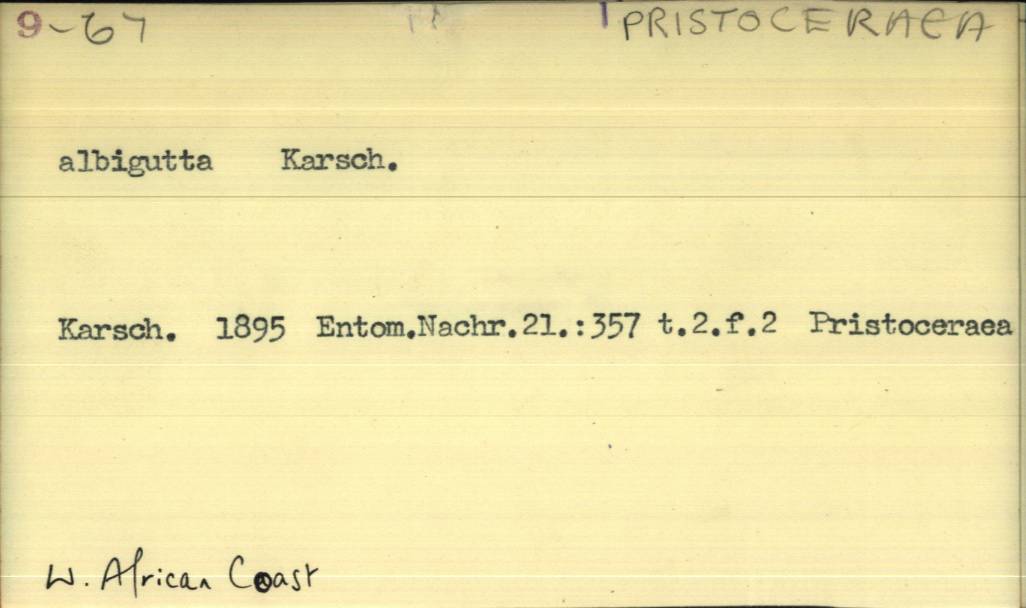 9-67 PRISTOCERAEA
albigutta Karsch.
Karsch. 1895 Entom.Nachr.21.:357 t.2.f.2 Pristoceraea
W. African Coast